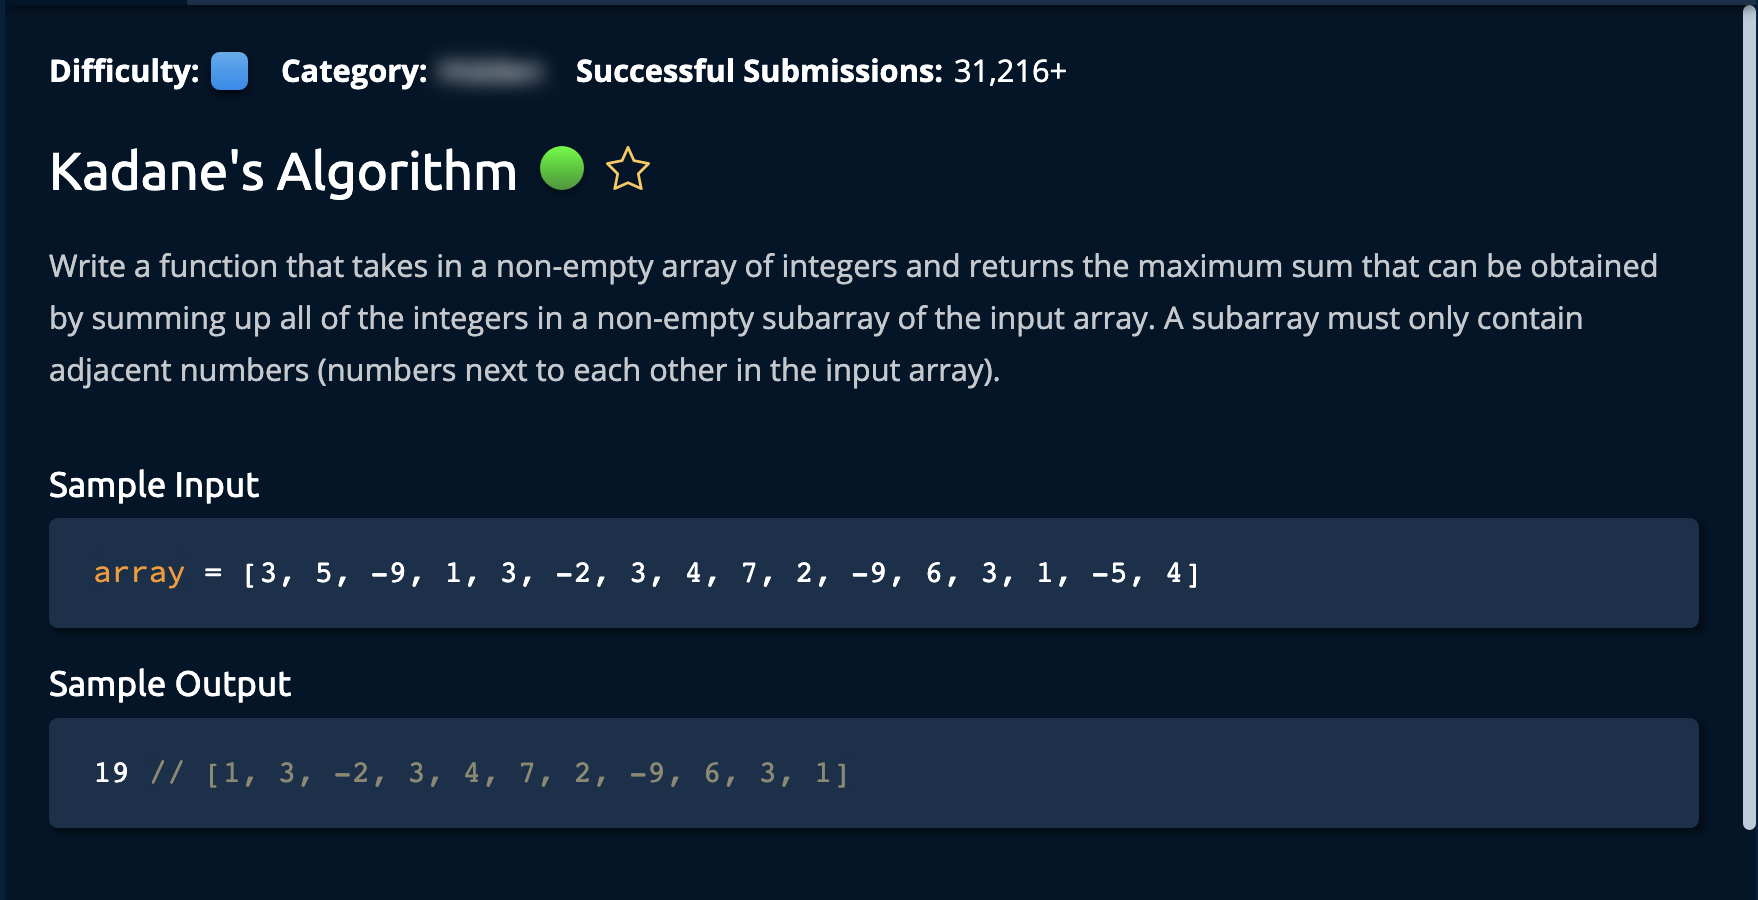 Difficulty: Category: Successful Submissions: 31,216+
Kadane's Algorithm
Write a function that takes in a non-empty array of integers and returns the maximum sum that can be obtained
by summing up all of the integers in a non-empty subarray of the input array. A subarray must only contain
adjacent numbers (numbers next to each other in the input array).
Sample Input
array = [3, 5, -9, 1, 3, -2, 3, 4, 7, 2, -9, 6, 3, 1, -5, 4]
Sample Output
19 // [1, 3, -2, 3, 4, 7, 2, -9, 6, 3, 1]